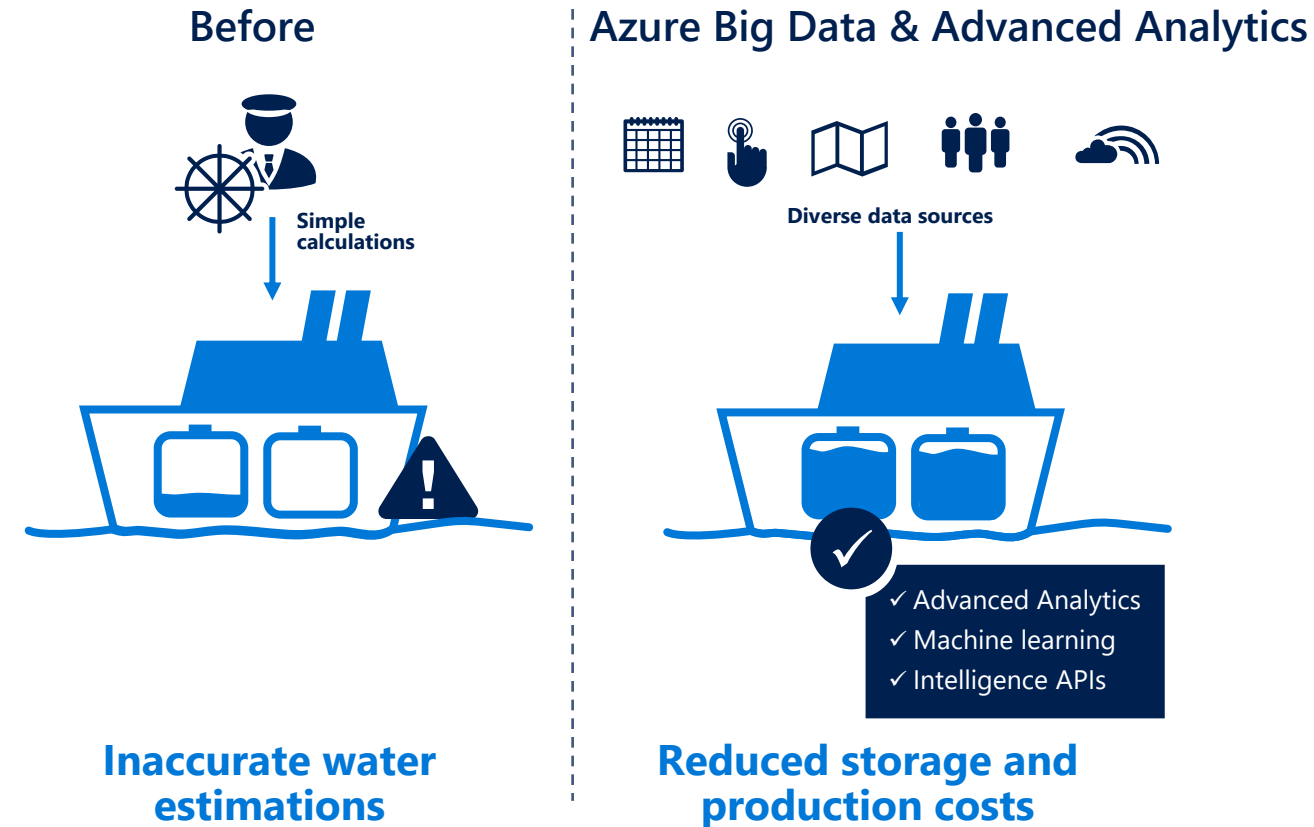 Before
Simple
calculations
!
Inaccurate water
estimations
Azure Big Data & Advanced Analytics
Diverse data sources
✓ Advanced Analytics
✓ Machine learning
✓ Intelligence APIs
Reduced storage and
production costs